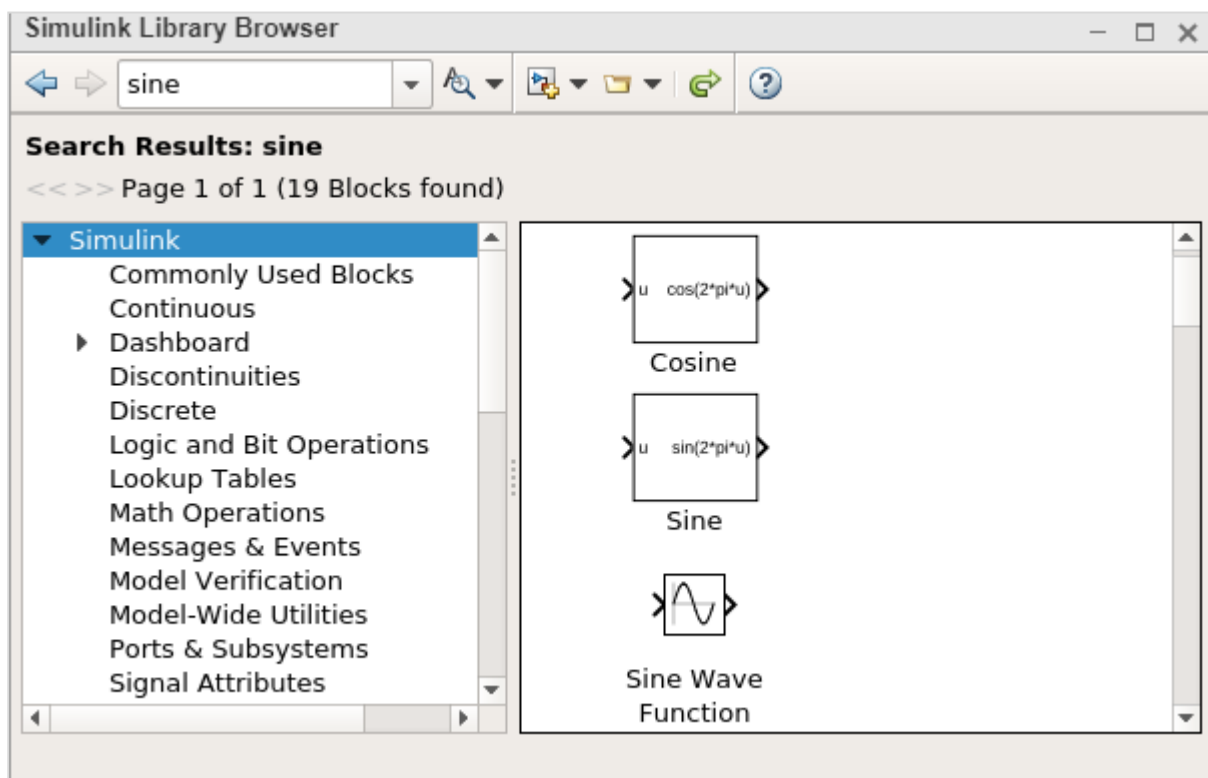 Simulink Library Browser
sine
Search Results: sine
<< >> Page 1 of 1 (19 Blocks found)
Simulink
Commonly Used Blocks
Continuous
Dashboard
Discontinuities
Discrete
Logic and Bit Operations
Lookup Tables
Math Operations
Messages & Events
Model Verification
Model-Wide Utilities
Ports & Subsystems
Signal Attributes
u cos(2*pi*u)
Cosine
u sin(2*pi*u)
Sine
Sine Wave
Function